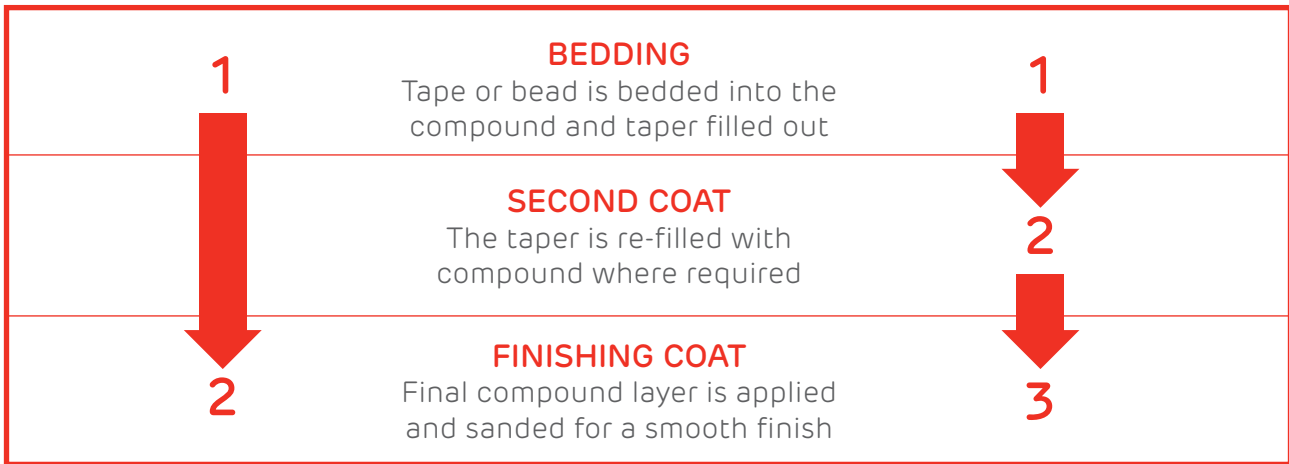 1
BEDDING
Tape or bead is bedded into the
compound and taper filled out
1
SECOND COAT
The taper is re-filled with
compound where required
2
2
FINISHING COAT
Final compound layer is applied
and sanded for a smooth finish
3